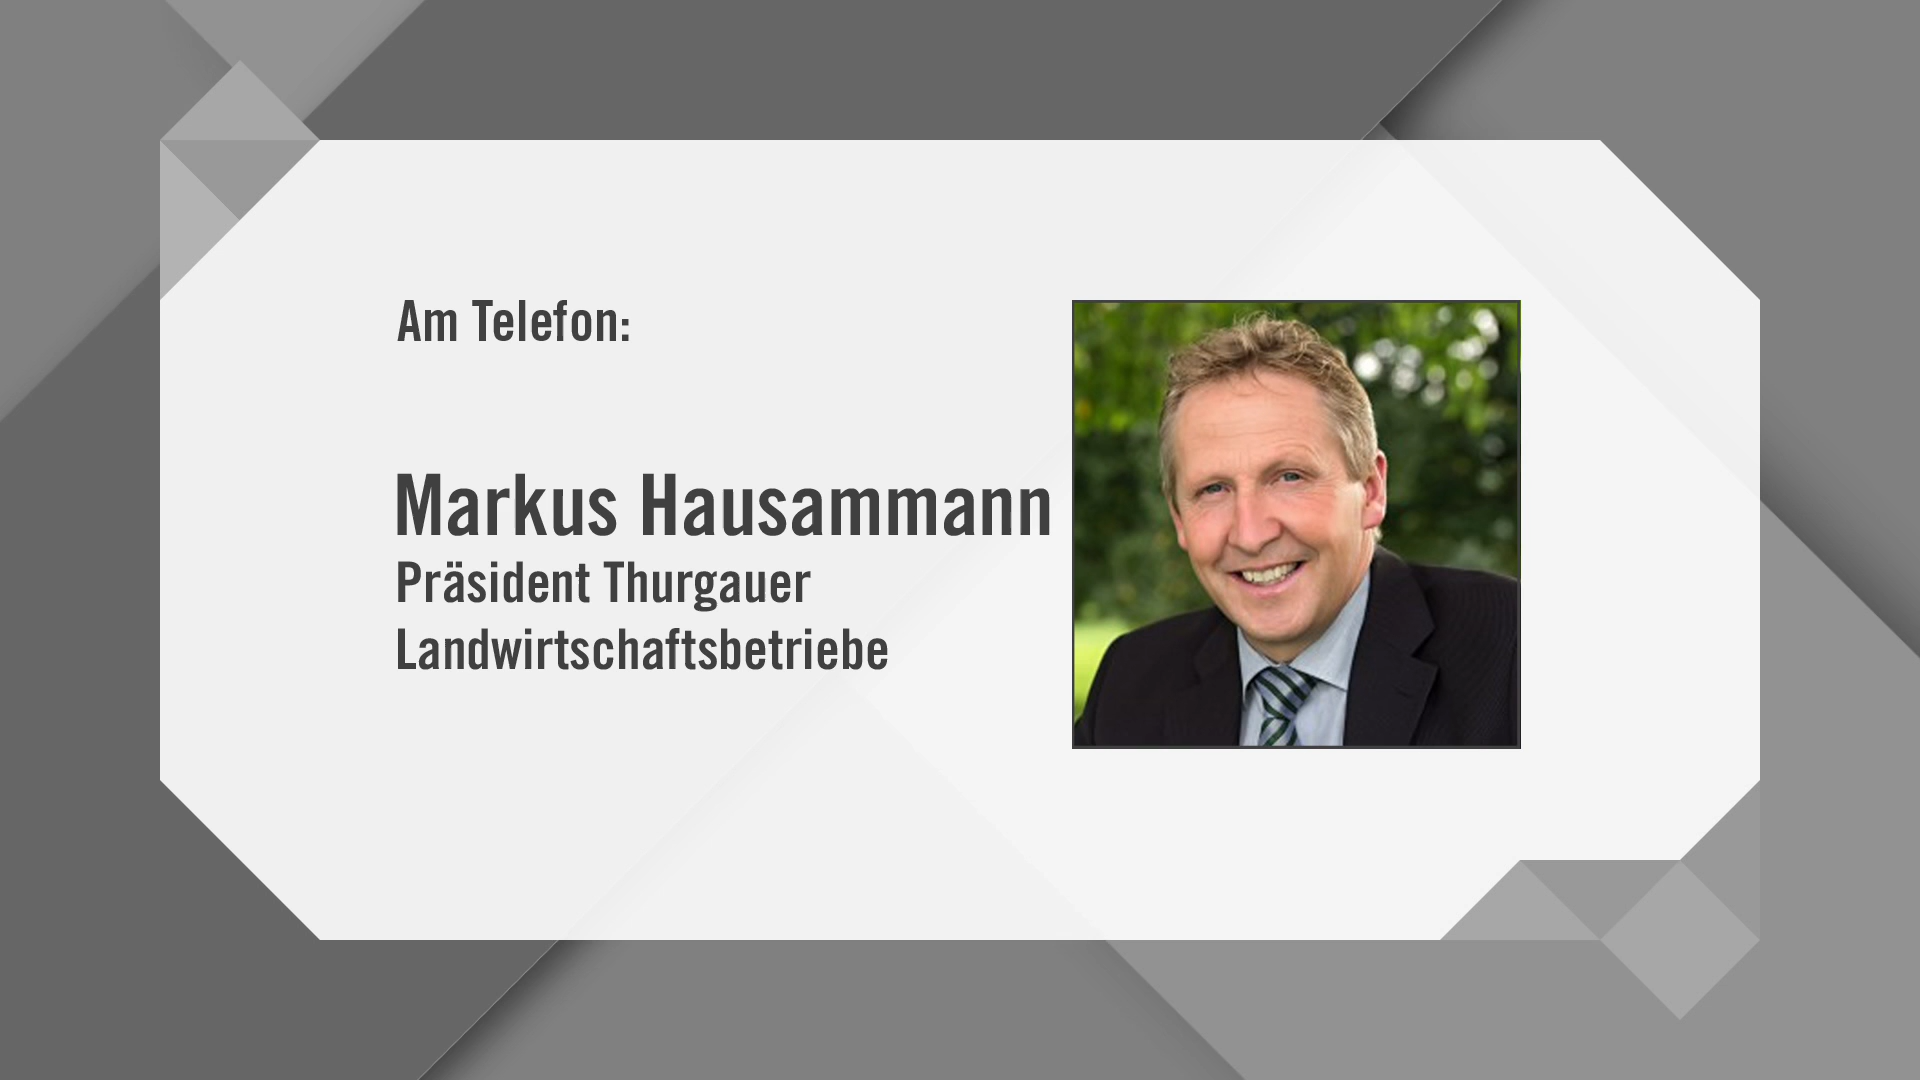 Am Telefon:
Markus Hausammann
Präsident Thurgauer
Landwirtschaftsbetriebe